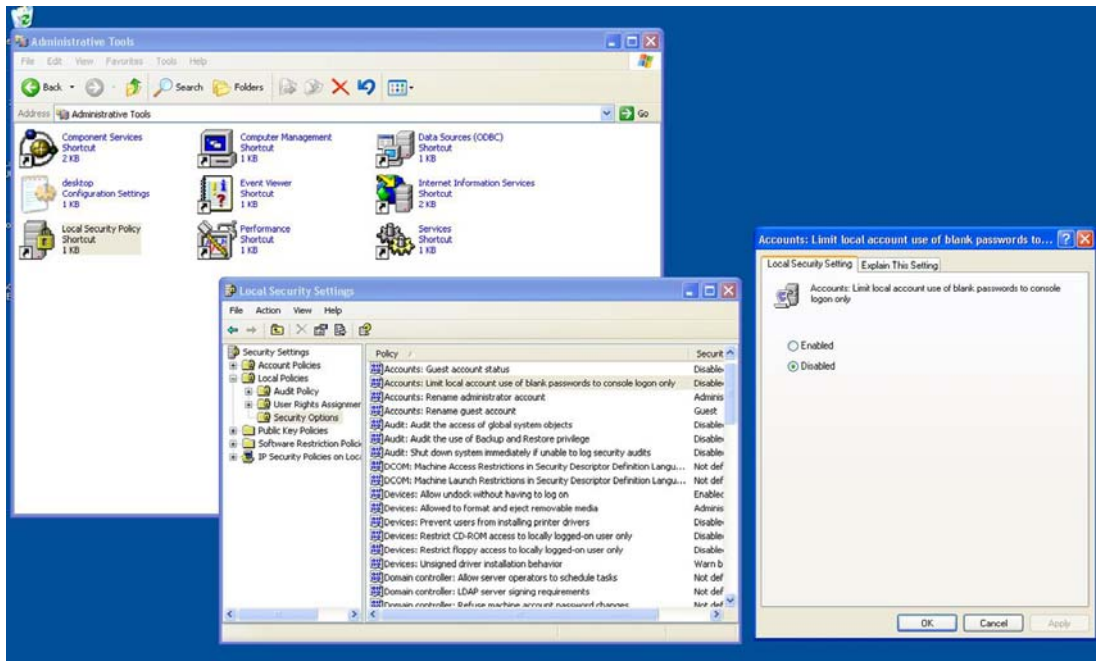 Administrative Tools
File Edit View Favorites Tools Help
Back Search Folders
Address Administrative Tools Go
Component Services
Shortcut
2 KB
Computer Management
Shortcut
1 KB
Data Sources (ODBC)
Shortcut
1 KB
desktop
Configuration Settings
1 KB
Event Viewer
Shortcut
1 KB
Internet Information Services
Shortcut
2 KB
Local Security Policy
Shortcut
1 KB
Performance
Shortcut
1 KB
Services
Shortcut
1 KB
Local Security Settings
File Action View Help
Security Settings
Account Policies
Local Policies
Audit Policy
User Rights Assignmer
Security Options
Public Key Policies
Software Restriction Polici
IP Security Policies on Loca
Policy Securit
Accounts: Guest account status Disable
Accounts: Limit local account use of blank passwords to console logon only Disable
Accounts: Rename administrator account Adminis
Accounts: Rename guest account Guest
Audit: Audit the access of global system objects Disable
Audit: Audit the use of Backup and Restore privilege Disable
Audit: Shut down system immediately if unable to log security audits Disable
DCOM: Machine Access Restrictions in Security Descriptor Definition Langu... Not def
DCOM: Machine Launch Restrictions in Security Descriptor Definition Langu... Not def
Devices: Allow undock without having to log on Enabled
Devices: Allowed to format and eject removable media Adminis
Devices: Prevent users from installing printer drivers Disable
Devices: Restrict CD-ROM access to locally logged-on user only Disable
Devices: Restrict floppy access to locally logged-on user only Disable
Devices: Unsigned driver installation behavior Warn b
Domain controller: Allow server operators to schedule tasks Not def
Domain controller: LDAP server signing requirements Not def
Domain controller: Refuse machine account password changes Not def
Accounts: Limit local account use of blank passwords to...
Local Security Setting Explain This Setting
Accounts: Limit local account use of blank passwords to console
logon only
Enabled
Disabled
OK Cancel Apply